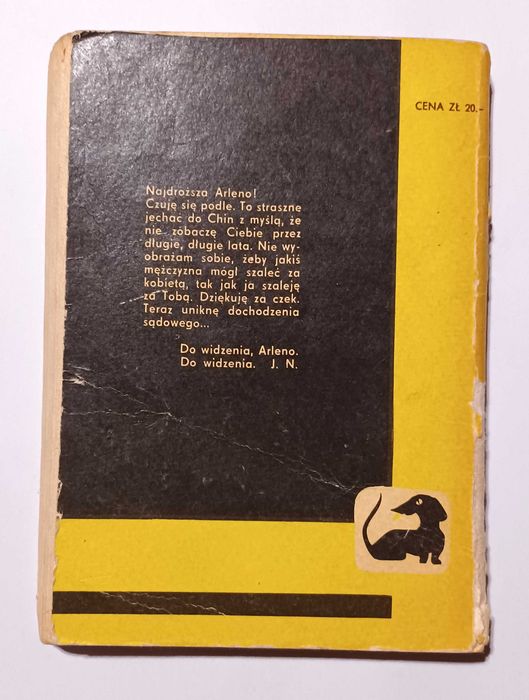 CENA ZŁ 20.-
Najdroższa Arleno!
Czuję się podle. To straszne
jechać do Chin z myślą, że
nie zobaczę Ciebie przez
długie, długie lata. Nie wy-
obrażam sobie, żeby jakiś
mężczyzna mógł szaleć za
kobietą, tak jak ja szaleję
za Tobą. Dziękuję za czek.
Teraz uniknę dochodzenia
sądowego...
Do widzenia, Arleno.
Do widzenia. J. N.